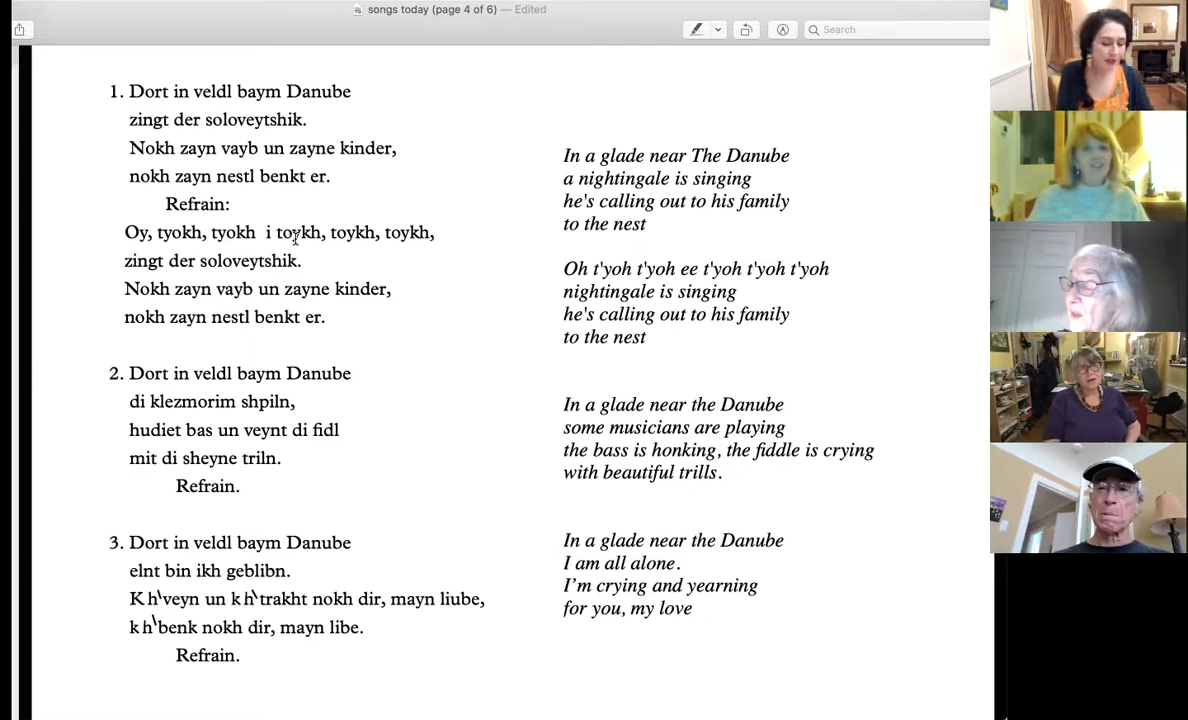 songs today (page 4 of 6) — Edited
Search
1. Dort in veldl baym Danube
zingt der soloveytshik.
Nokh zayn vayb un zayne kinder,
nokh zayn nestl benkt er.
Refrain:
Oy, tyokh, tyokh i toykh, toykh, toykh,
zingt der soloveytshik.
Nokh zayn vayb un zayne kinder,
nokh zayn nestl benkt er.
2. Dort in veldl baym Danube
di klezmorim shpiln,
hudiet bas un veynt di fidl
mit di sheyne triln.
Refrain.
3. Dort in veldl baym Danube
elnt bin ikh geblibn.
K h\veyn un k h\trakht nokh dir, mayn liube,
k h\benk nokh dir, mayn libe.
Refrain.
In a glade near The Danube
a nightingale is singing
he's calling out to his family
to the nest
Oh t'yoh t'yoh ee t'yoh t'yoh t'yoh
nightingale is singing
he's calling out to his family
to the nest
In a glade near the Danube
some musicians are playing
the bass is honking, the fiddle is crying
with beautiful trills.
In a glade near the Danube
I am all alone.
I’m crying and yearning
for you, my love